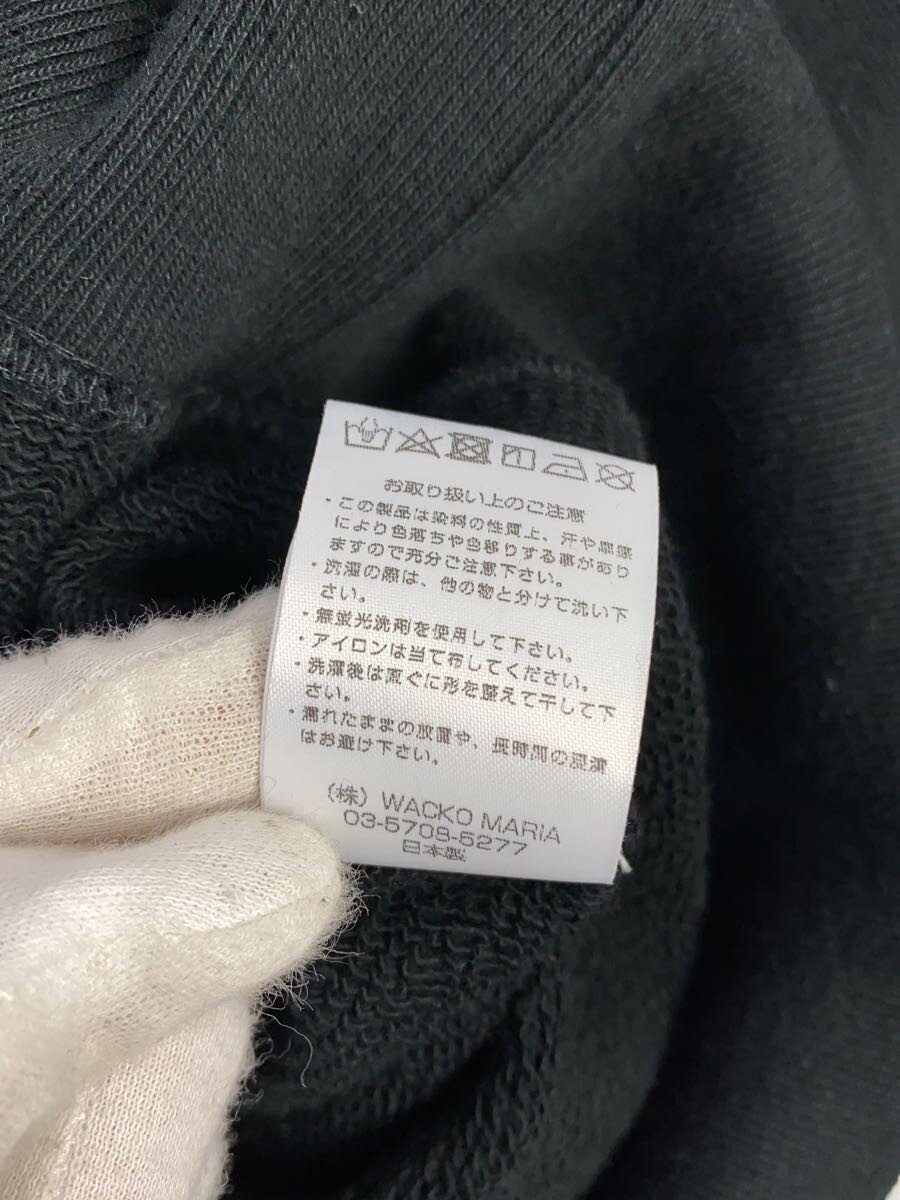 お取り扱い上のご注意
・この製品は染料の性質上、汗や摩擦
により色落ちや色移りする事があり
ますので充分ご注意下さい。
・洗濯の際は、他の物と分けて洗い下
さい。
・無蛍光洗剤を使用して下さい。
・アイロンは当て布してください。
・洗濯後は直ぐに形を整えて干して下
さい。
・濡れたままの放置や、長時間の浸漬
はお避け下さい。
(株) WACKO MARIA
03-5708-5277
日本製